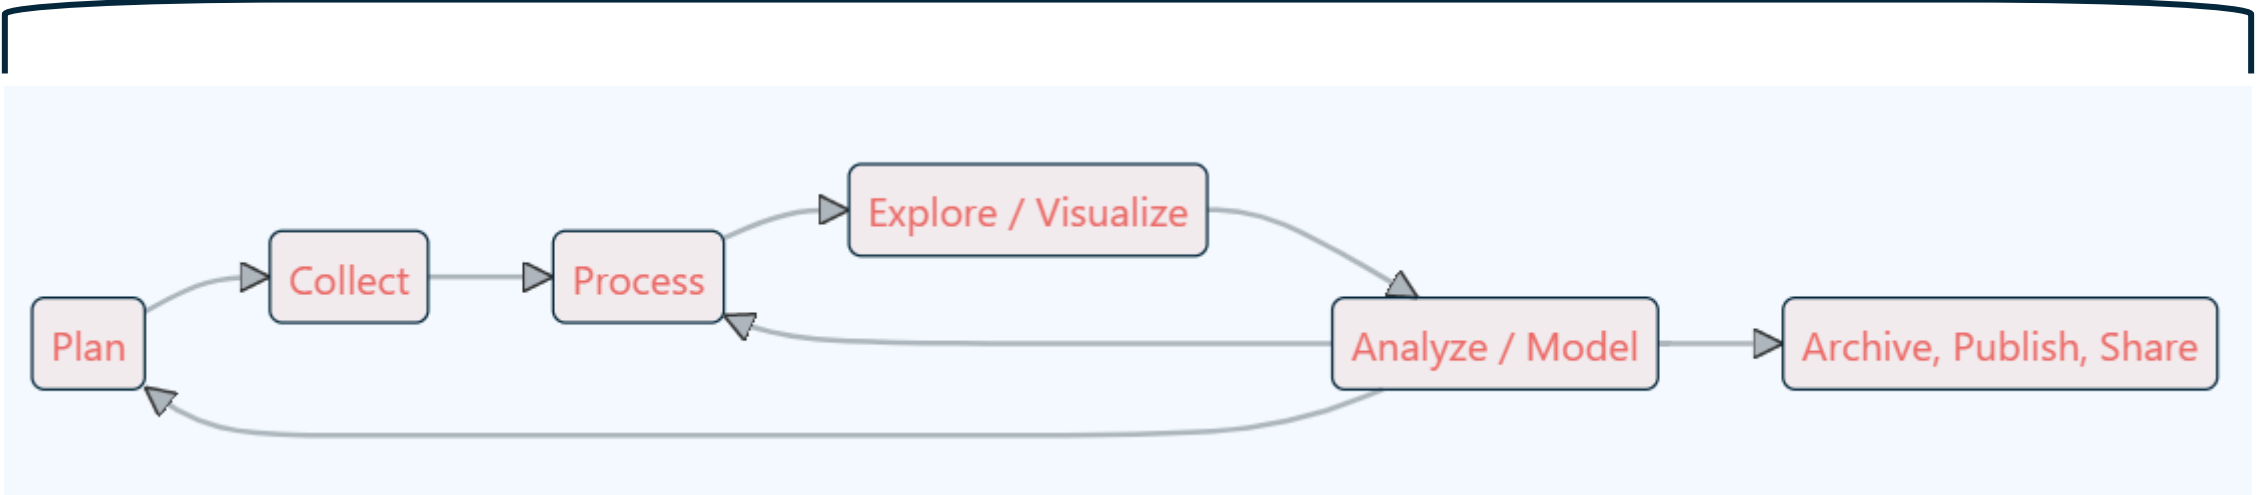 Plan
Collect
Process
Explore / Visualize
Analyze / Model
Archive, Publish, Share